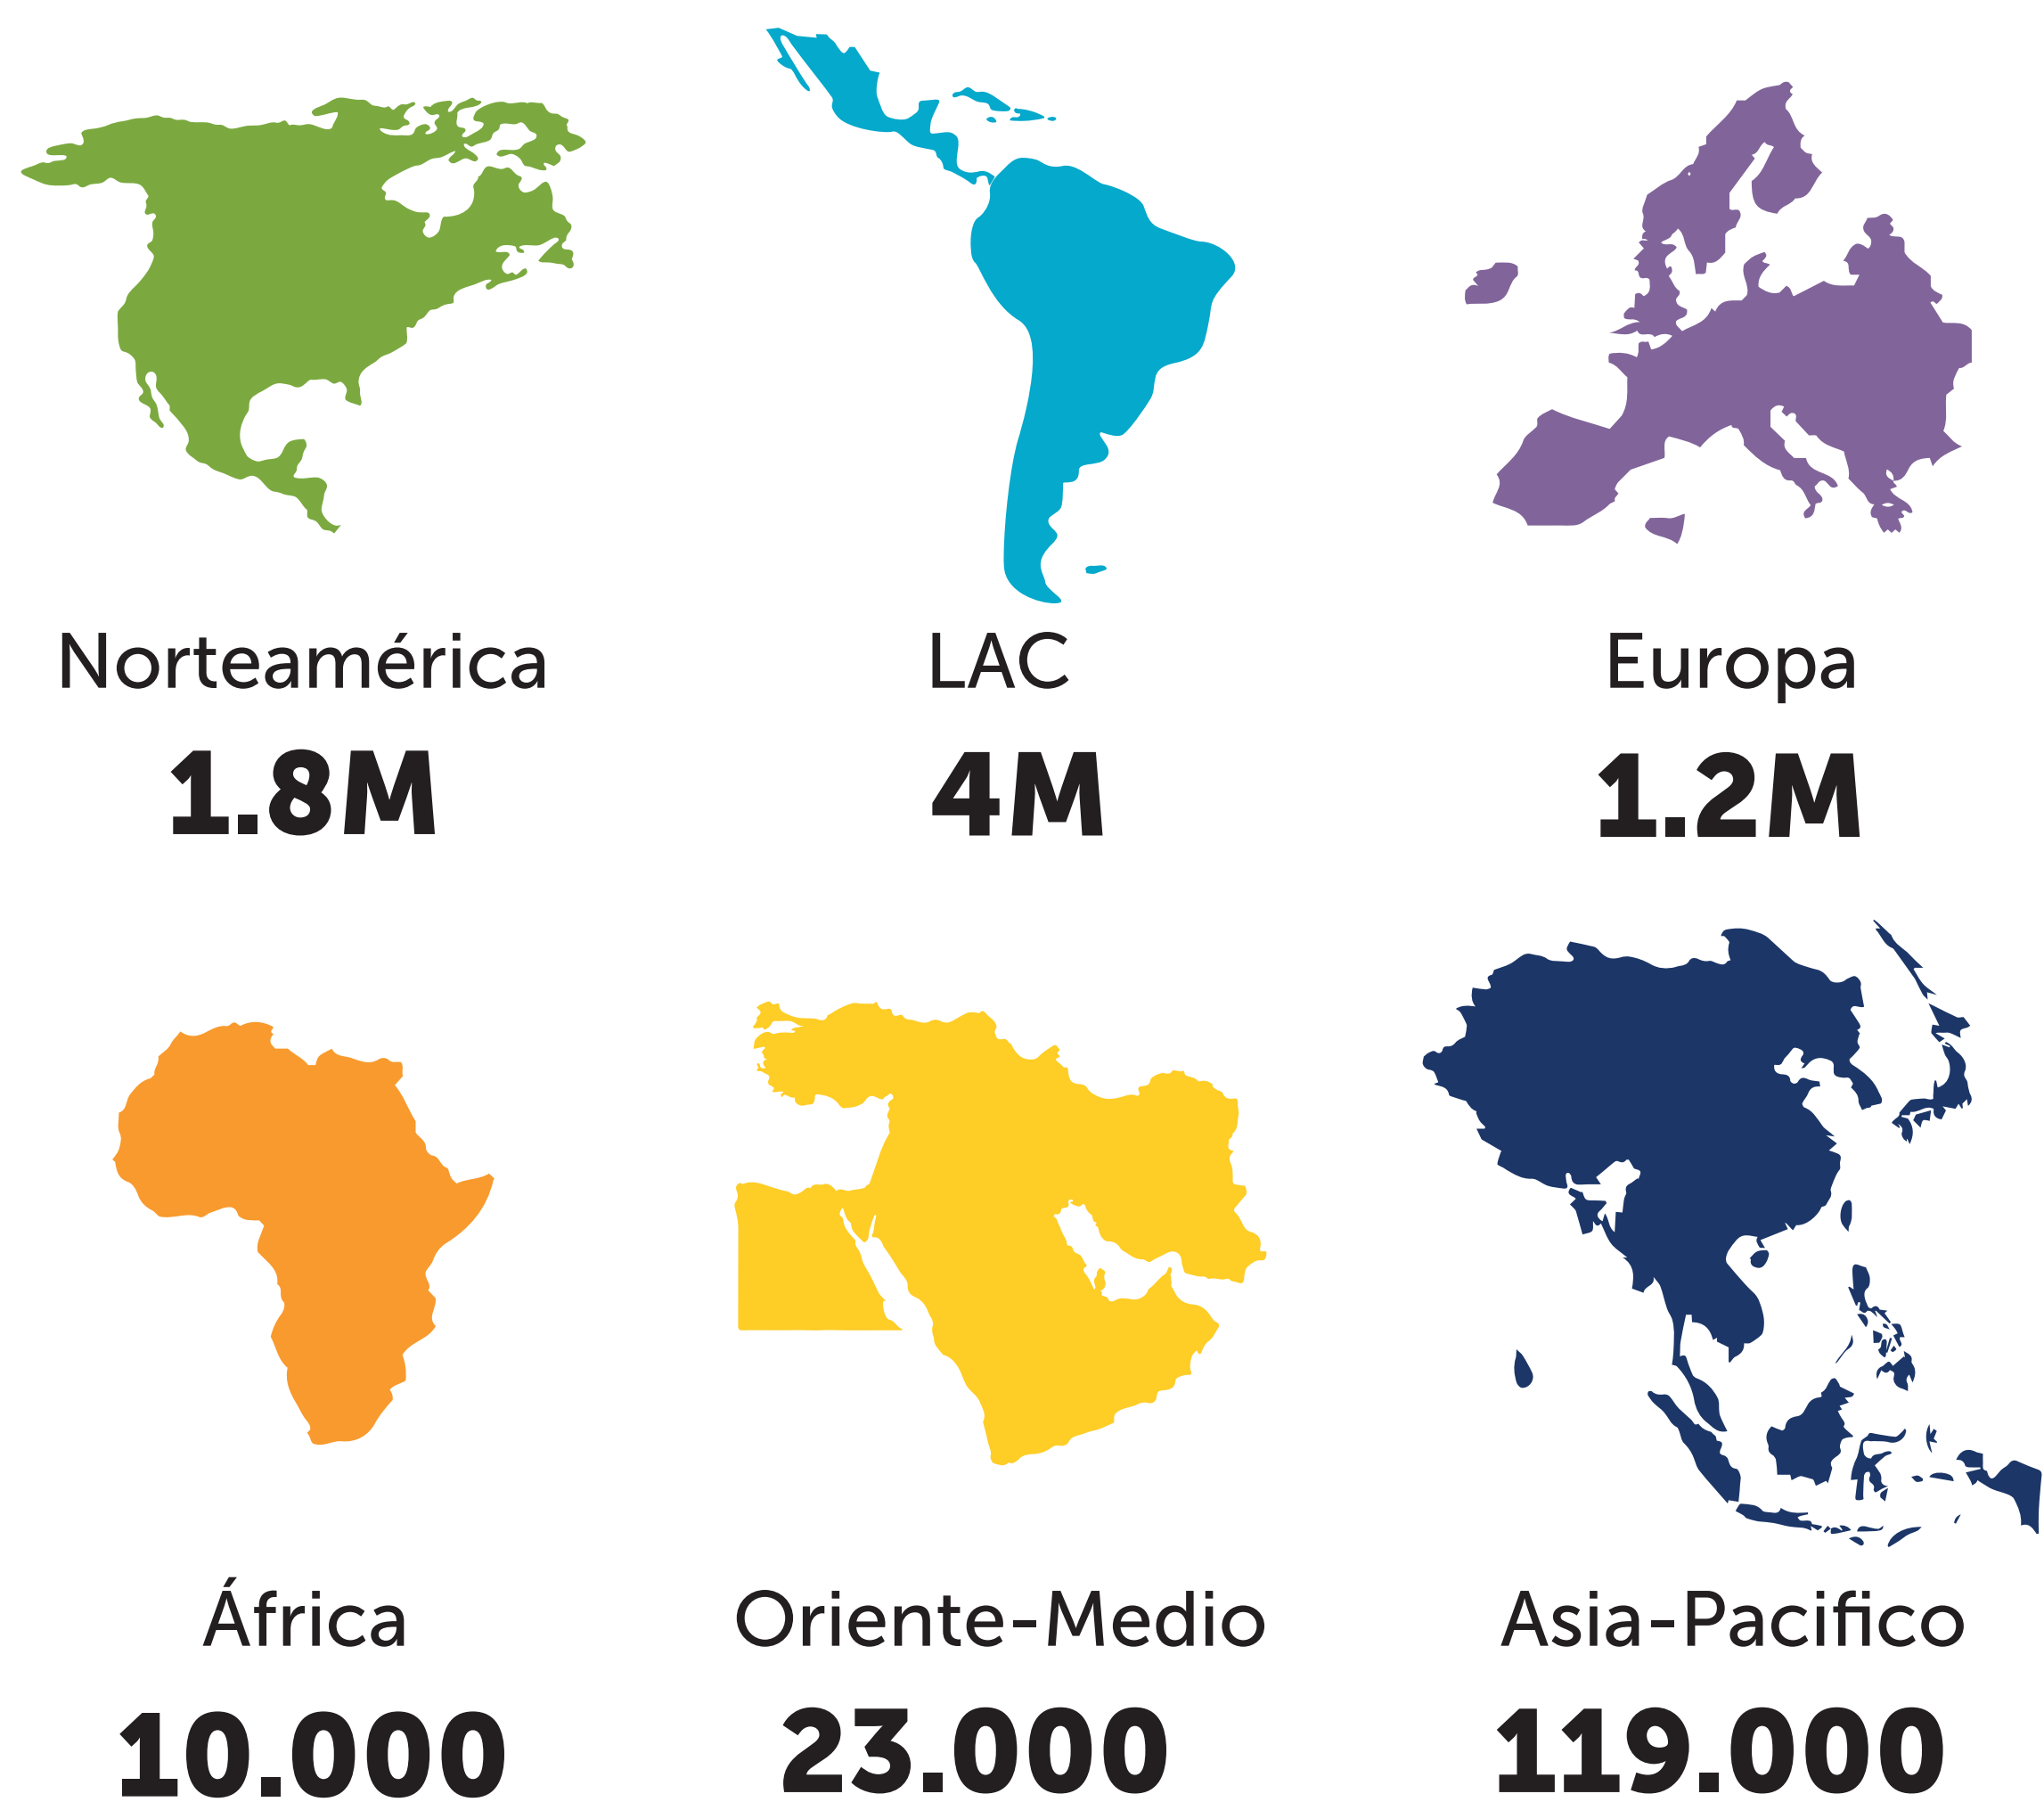 Norteamérica
1.8M
LAC
4M
Europa
1.2M
África
10.000
Oriente-Medio
23.000
Asia-Pacifico
119.000